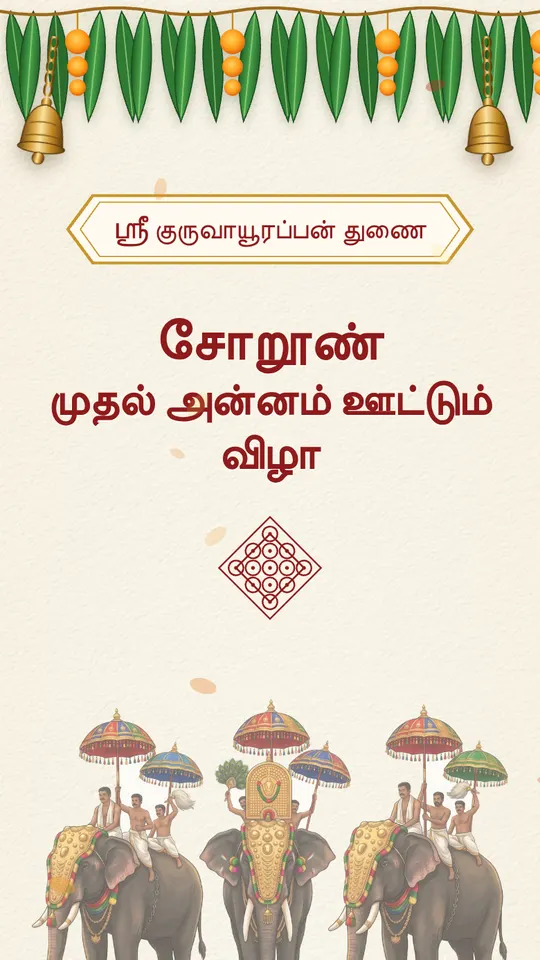 ஸ்ரீ குருவாயூரப்பன் துணை
சோறூண்
முதல் அன்னம் ஊட்டும்
விழா